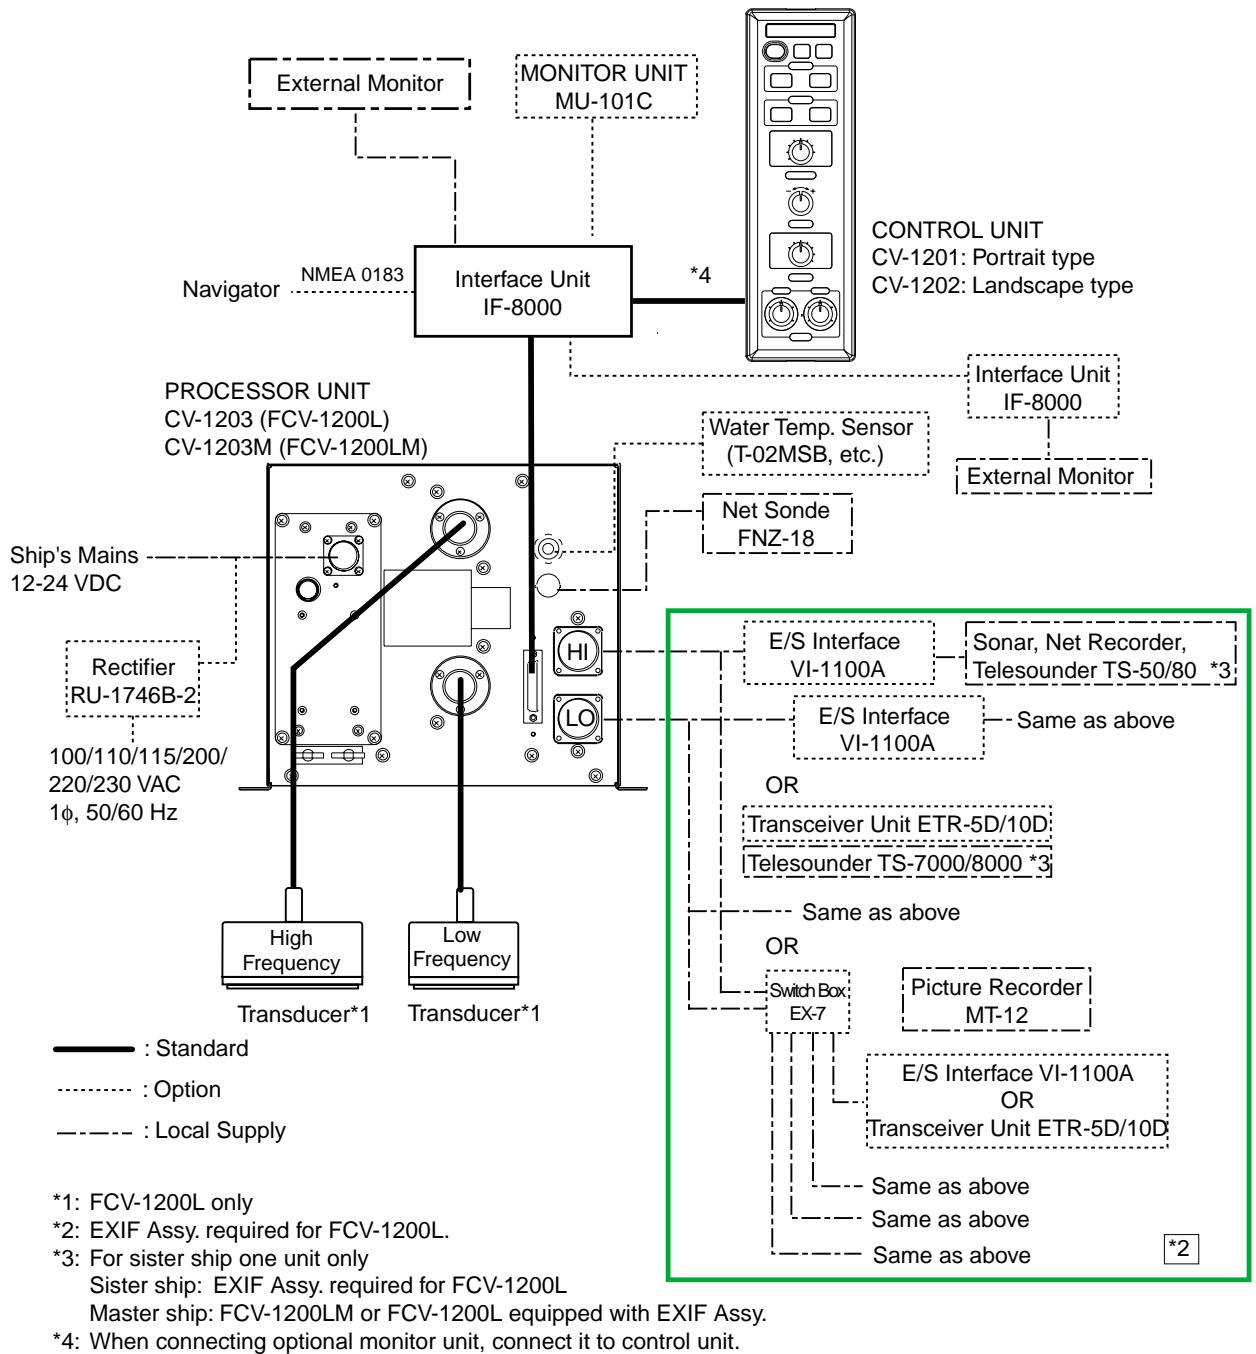 External Monitor
MONITOR UNIT
MU-101C
- +
CONTROL UNIT
CV-1201: Portrait type
CV-1202: Landscape type
Navigator
NMEA 0183
Interface Unit
IF-8000
*4
Interface Unit
IF-8000
External Monitor
PROCESSOR UNIT
CV-1203 (FCV-1200L)
CV-1203M (FCV-1200LM)
Water Temp. Sensor
(T-02MSB, etc.)
Net Sonde
FNZ-18
Ship's Mains
12-24 VDC
Rectifier
RU-1746B-2
100/110/115/200/
220/230 VAC
1ϕ, 50/60 Hz
HI
LO
E/S Interface
VI-1100A
Sonar, Net Recorder,
Telesounder TS-50/80 *3
E/S Interface
VI-1100A
Same as above
OR
Transceiver Unit ETR-5D/10D
Telesounder TS-7000/8000 *3
Same as above
OR
Switch Box
EX-7
Picture Recorder
MT-12
E/S Interface VI-1100A
OR
Transceiver Unit ETR-5D/10D
Same as above
Same as above
Same as above
*2
High
Frequency
Transducer*1
Low
Frequency
Transducer*1
: Standard
: Option
: Local Supply
*1: FCV-1200L only
*2: EXIF Assy. required for FCV-1200L.
*3: For sister ship one unit only
Sister ship: EXIF Assy. required for FCV-1200L
Master ship: FCV-1200LM or FCV-1200L equipped with EXIF Assy.
*4: When connecting optional monitor unit, connect it to control unit.